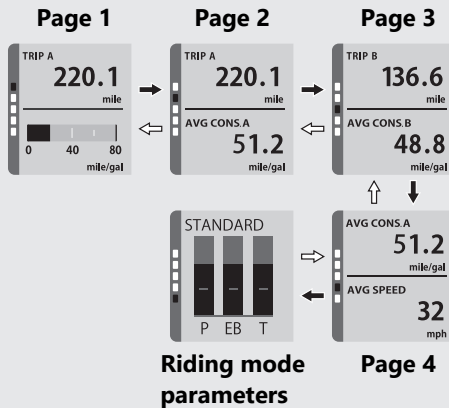 Page 1
Page 2
Page 3
TRIP A
220.1
mile
0 40 80
mile/gal
TRIP A
220.1
mile
AVG CONS.A
51.2
mile/gal
TRIP B
136.6
mile
AVG CONS.B
48.8
mile/gal
STANDARD
P EB T
AVG CONS.A
51.2
mile/gal
AVG SPEED
32
mph
Riding mode
parameters
Page 4